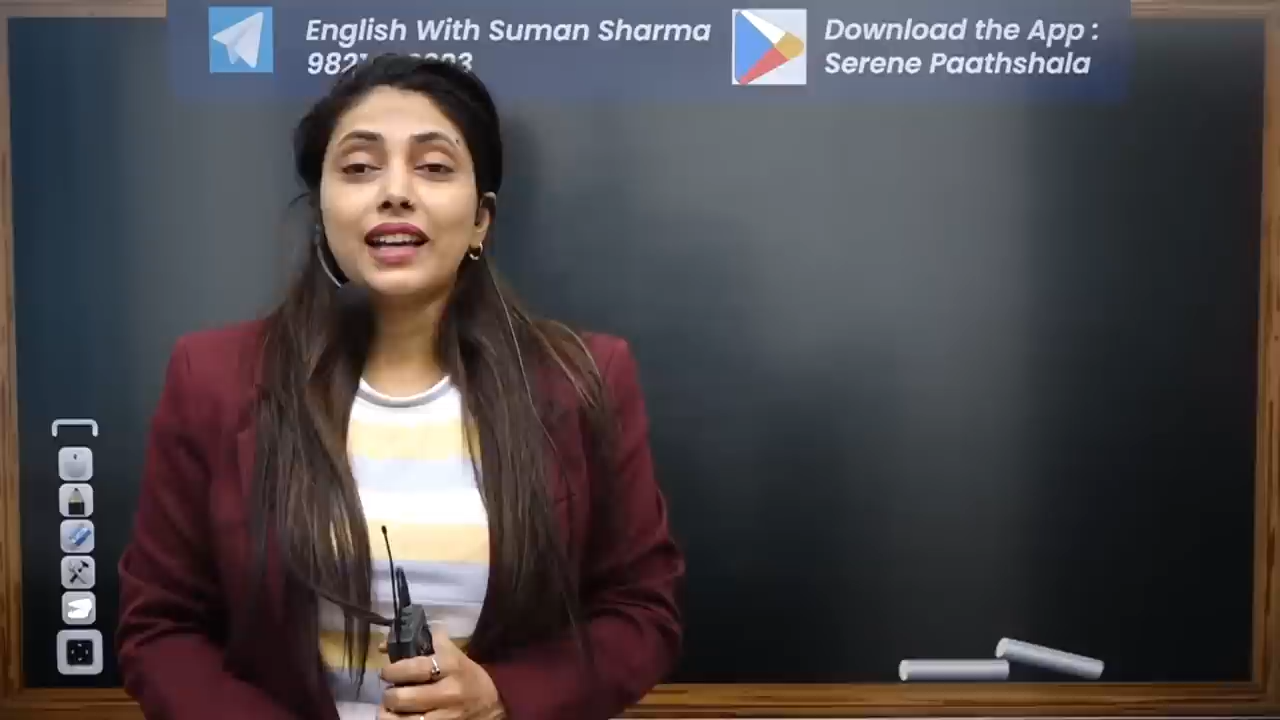 English With Suman Sharma
Download the App :
Serene Paathshala